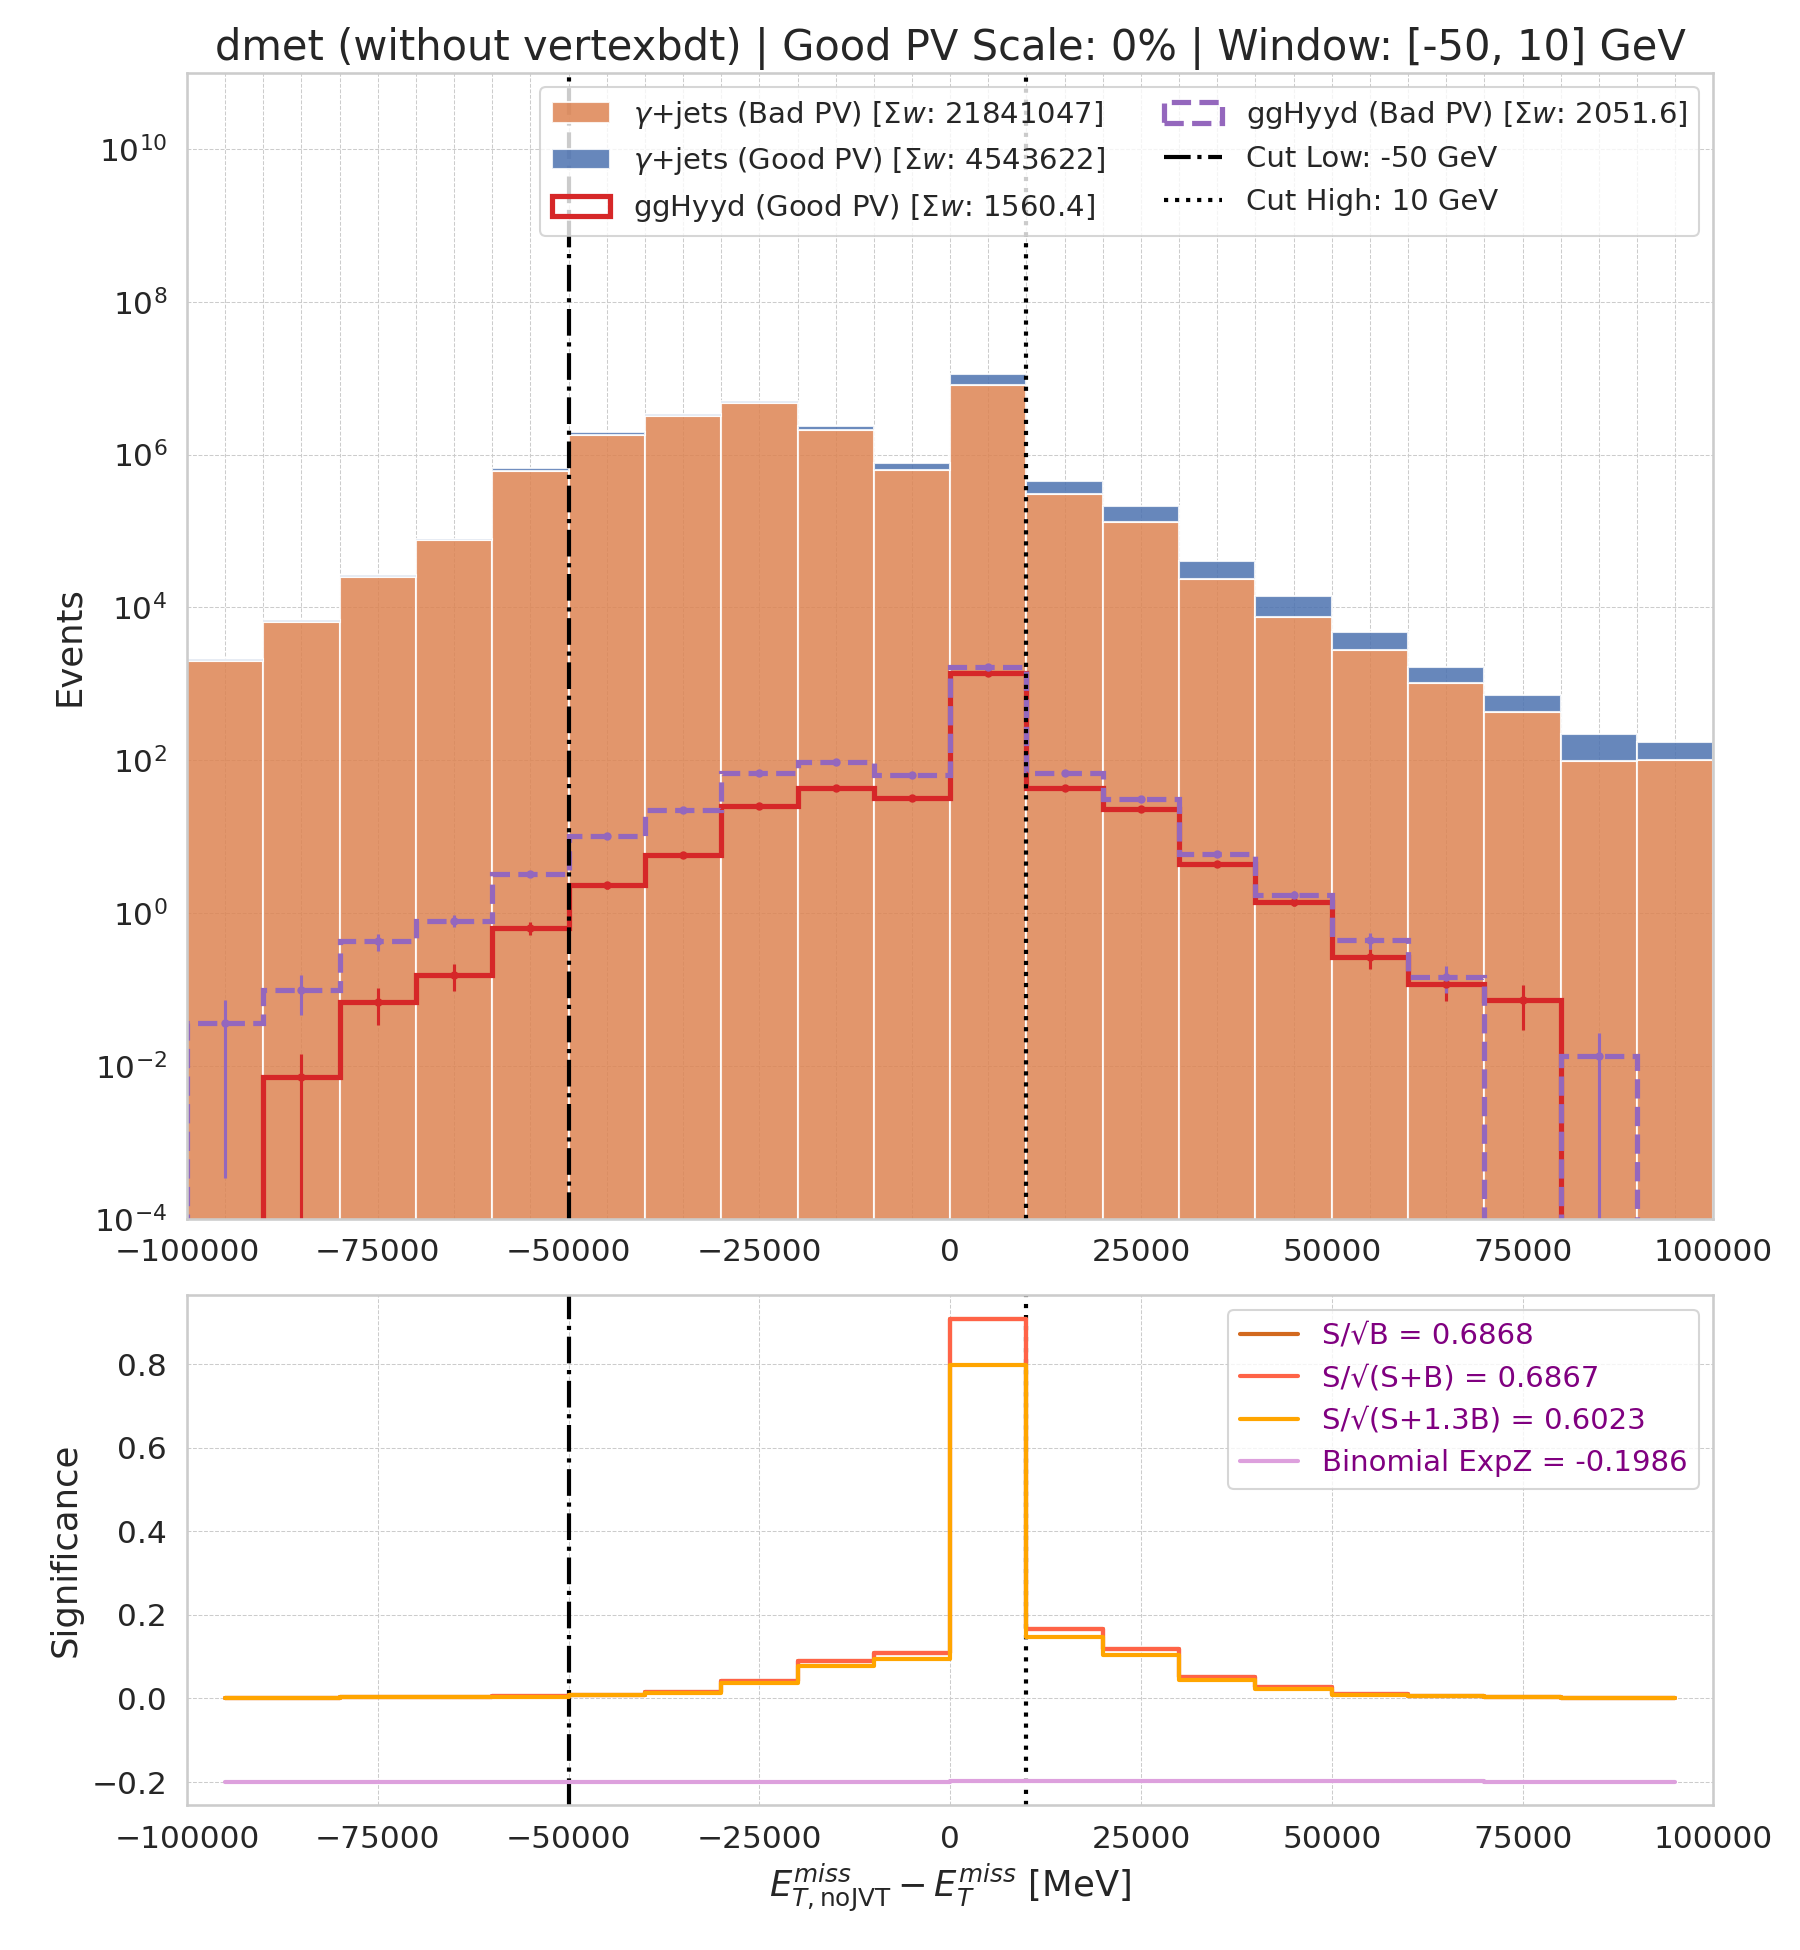 dmet (without vertexbdt) | Good PV Scale: 0% | Window: [-50, 10] GeV
γ+jets (Bad PV) [Σw: 21841047]
γ+jets (Good PV) [Σw: 4543622]
ggHyyd (Good PV) [Σw: 1560.4]
ggHyyd (Bad PV) [Σw: 2051.6]
Cut Low: -50 GeV
Cut High: 10 GeV
Events
10^10
10^8
10^6
10^4
10^2
10^0
10^−2
10^−4
−100000 −75000 −50000 −25000 0 25000 50000 75000 100000
S/√B = 0.6868
S/√(S+B) = 0.6867
S/√(S+1.3B) = 0.6023
Binomial ExpZ = -0.1986
Significance
0.8
0.6
0.4
0.2
0.0
−0.2
−100000 −75000 −50000 −25000 0 25000 50000 75000 100000
E_{T, noJVT}^{miss} − E_T^{miss} [MeV]